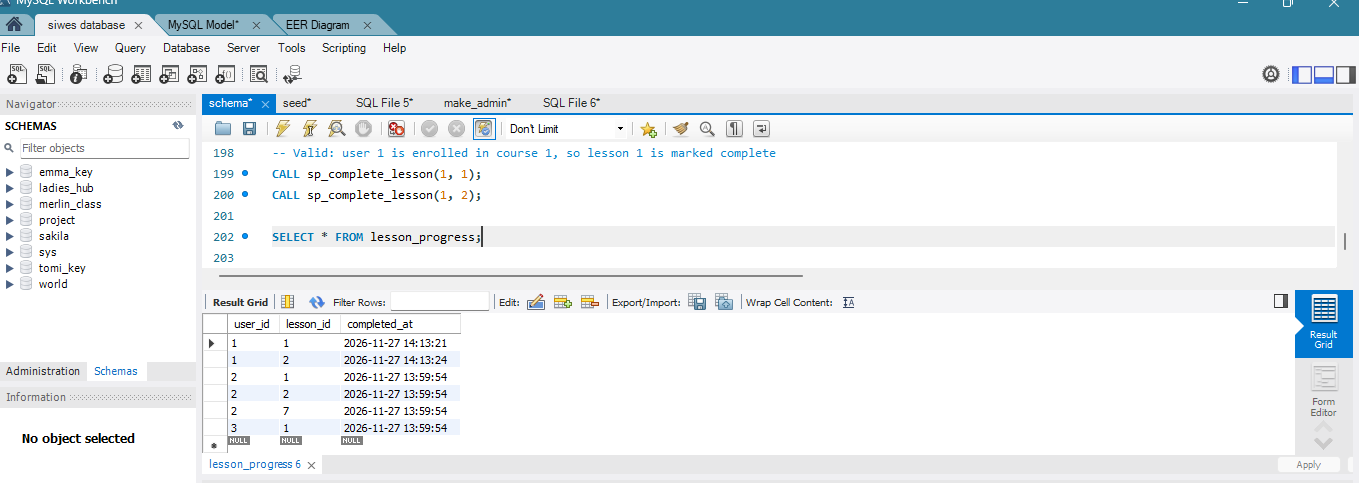 MySQL Workbench
siwes database MySQL Model* EER Diagram
File Edit View Query Database Server Tools Scripting Help
Navigator
SCHEMAS
Filter objects
emma_key
ladies_hub
merlin_class
project
sakila
sys
tomi_key
world
Administration Schemas
Information
No object selected
schema* seed* SQL File 5* make_admin* SQL File 6*
Don't Limit
198 -- Valid: user 1 is enrolled in course 1, so lesson 1 is marked complete
199 CALL sp_complete_lesson(1, 1);
200 CALL sp_complete_lesson(1, 2);
201
202 SELECT * FROM lesson_progress;
203
Result Grid Filter Rows: Edit: Export/Import: Wrap Cell Content:
user_id lesson_id completed_at
1 1 2026-11-27 14:13:21
1 2 2026-11-27 14:13:24
2 1 2026-11-27 13:59:54
2 2 2026-11-27 13:59:54
2 7 2026-11-27 13:59:54
3 1 2026-11-27 13:59:54
NULL NULL NULL
Result
Grid
Form
Editor
lesson_progress 6
Apply